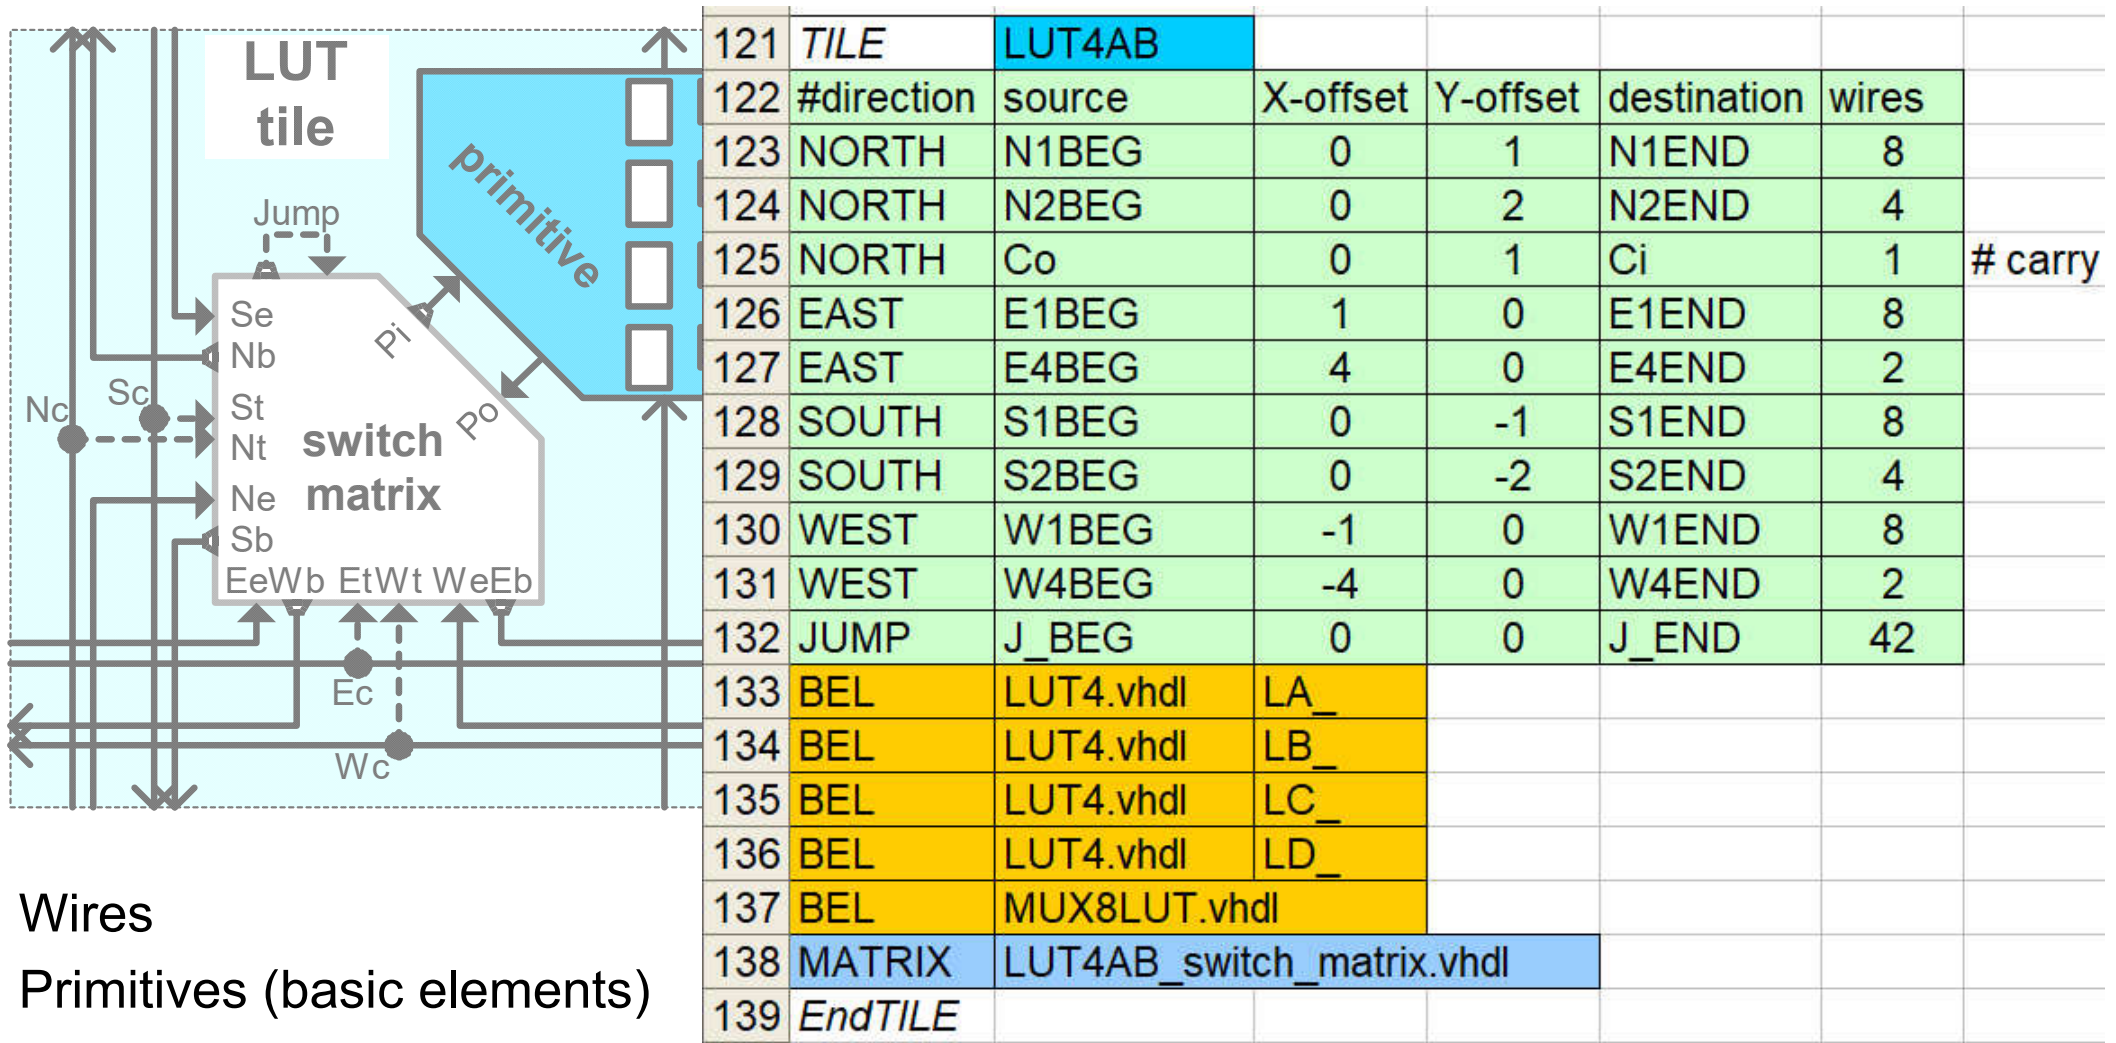 LUT
tile
primitive
Jump
Se
Nb
Pi
Sc
St
Nc
Nt
Po
switch
matrix
Ne
Sb
EeWb EtWt WeEb
Ec
Wc
Wires
Primitives (basic elements)
121 TILE LUT4AB
122 #direction source X-offset Y-offset destination wires
123 NORTH N1BEG 0 1 N1END 8
124 NORTH N2BEG 0 2 N2END 4
125 NORTH Co 0 1 Ci 1 # carry
126 EAST E1BEG 1 0 E1END 8
127 EAST E4BEG 4 0 E4END 2
128 SOUTH S1BEG 0 -1 S1END 8
129 SOUTH S2BEG 0 -2 S2END 4
130 WEST W1BEG -1 0 W1END 8
131 WEST W4BEG -4 0 W4END 2
132 JUMP J_BEG 0 0 J_END 42
133 BEL LUT4.vhdl LA_
134 BEL LUT4.vhdl LB_
135 BEL LUT4.vhdl LC_
136 BEL LUT4.vhdl LD_
137 BEL MUX8LUT.vhdl
138 MATRIX LUT4AB_switch_matrix.vhdl
139 EndTILE